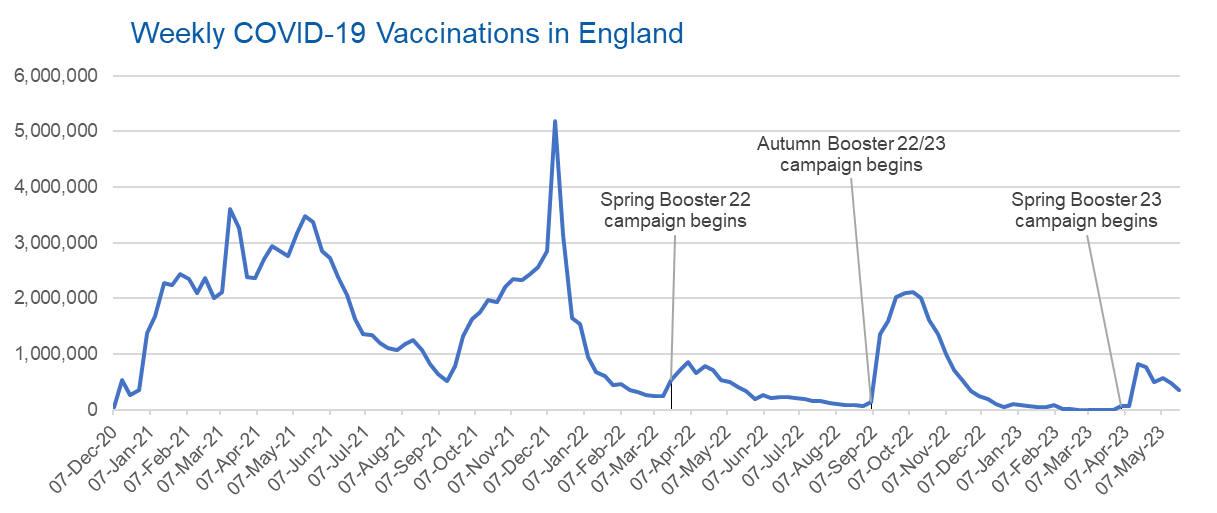 Weekly COVID-19 Vaccinations in England
6,000,000
5,000,000
4,000,000
3,000,000
2,000,000
1,000,000
0
Autumn Booster 22/23
campaign begins
Spring Booster 22
campaign begins
Spring Booster 23
campaign begins
07-Dec-20
07-Jan-21
07-Feb-21
07-Mar-21
07-Apr-21
07-May-21
07-Jun-21
07-Jul-21
07-Aug-21
07-Sep-21
07-Oct-21
07-Nov-21
07-Dec-21
07-Jan-22
07-Feb-22
07-Mar-22
07-Apr-22
07-May-22
07-Jun-22
07-Jul-22
07-Aug-22
07-Sep-22
07-Oct-22
07-Nov-22
07-Dec-22
07-Jan-23
07-Feb-23
07-Mar-23
07-Apr-23
07-May-23